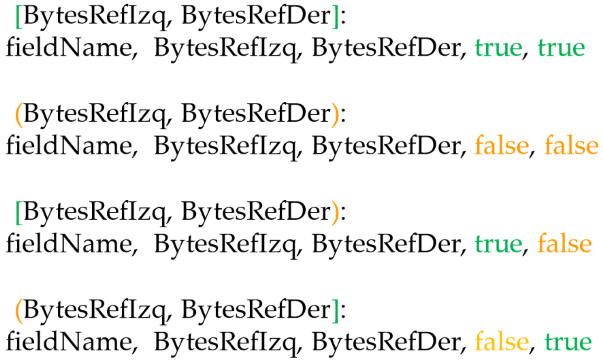 [BytesRefIzq, BytesRefDer]:
fieldName, BytesRefIzq, BytesRefDer, true, true
(BytesRefIzq, BytesRefDer):
fieldName, BytesRefIzq, BytesRefDer, false, false
[BytesRefIzq, BytesRefDer):
fieldName, BytesRefIzq, BytesRefDer, true, false
(BytesRefIzq, BytesRefDer]:
fieldName, BytesRefIzq, BytesRefDer, false, true